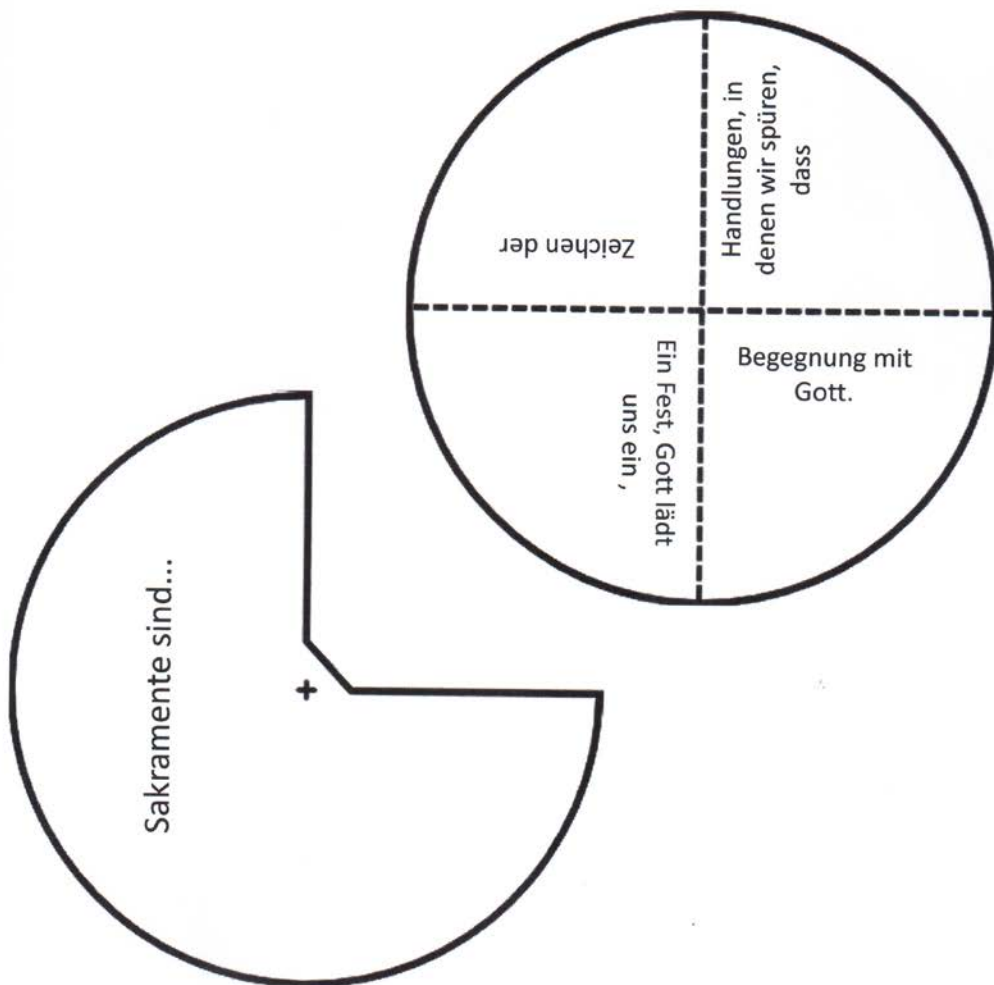 Sakramente sind...
Zeichen der
Handlungen, in
denen wir spüren,
dass
Begegnung mit
Gott.
Ein Fest, Gott lädt
uns ein ,